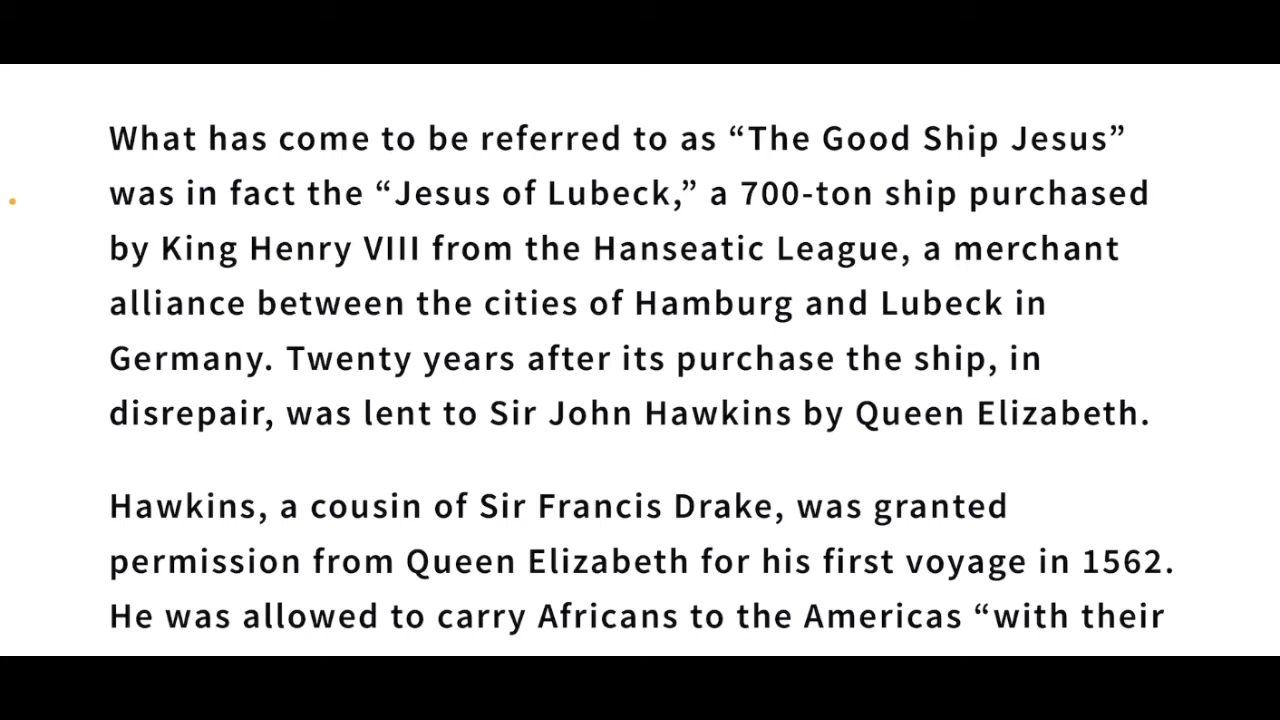 What has come to be referred to as “The Good Ship Jesus”
was in fact the “Jesus of Lubeck,” a 700-ton ship purchased
by King Henry VIII from the Hanseatic League, a merchant
alliance between the cities of Hamburg and Lubeck in
Germany. Twenty years after its purchase the ship, in
disrepair, was lent to Sir John Hawkins by Queen Elizabeth.
Hawkins, a cousin of Sir Francis Drake, was granted
permission from Queen Elizabeth for his first voyage in 1562.
He was allowed to carry Africans to the Americas “with their